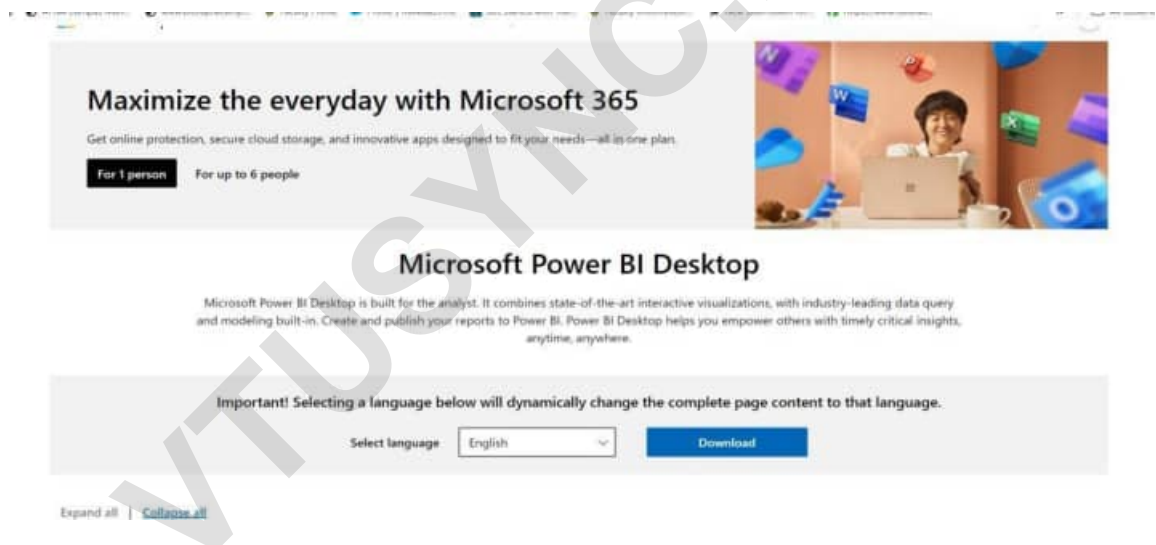 Maximize the everyday with Microsoft 365
Get online protection, secure cloud storage, and innovative apps designed to fit your needs—all in one plan.
For 1 person For up to 6 people
N
P
W
X
O
Microsoft Power BI Desktop
Microsoft Power BI Desktop is built for the analyst. It combines state-of-the-art interactive visualizations, with industry-leading data query
and modeling built-in. Create and publish your reports to Power BI. Power BI Desktop helps you empower others with timely critical insights,
anytime, anywhere.
Important! Selecting a language below will dynamically change the complete page content to that language.
Select language English Download
Expand all | Collapse all
VTUSYNC.